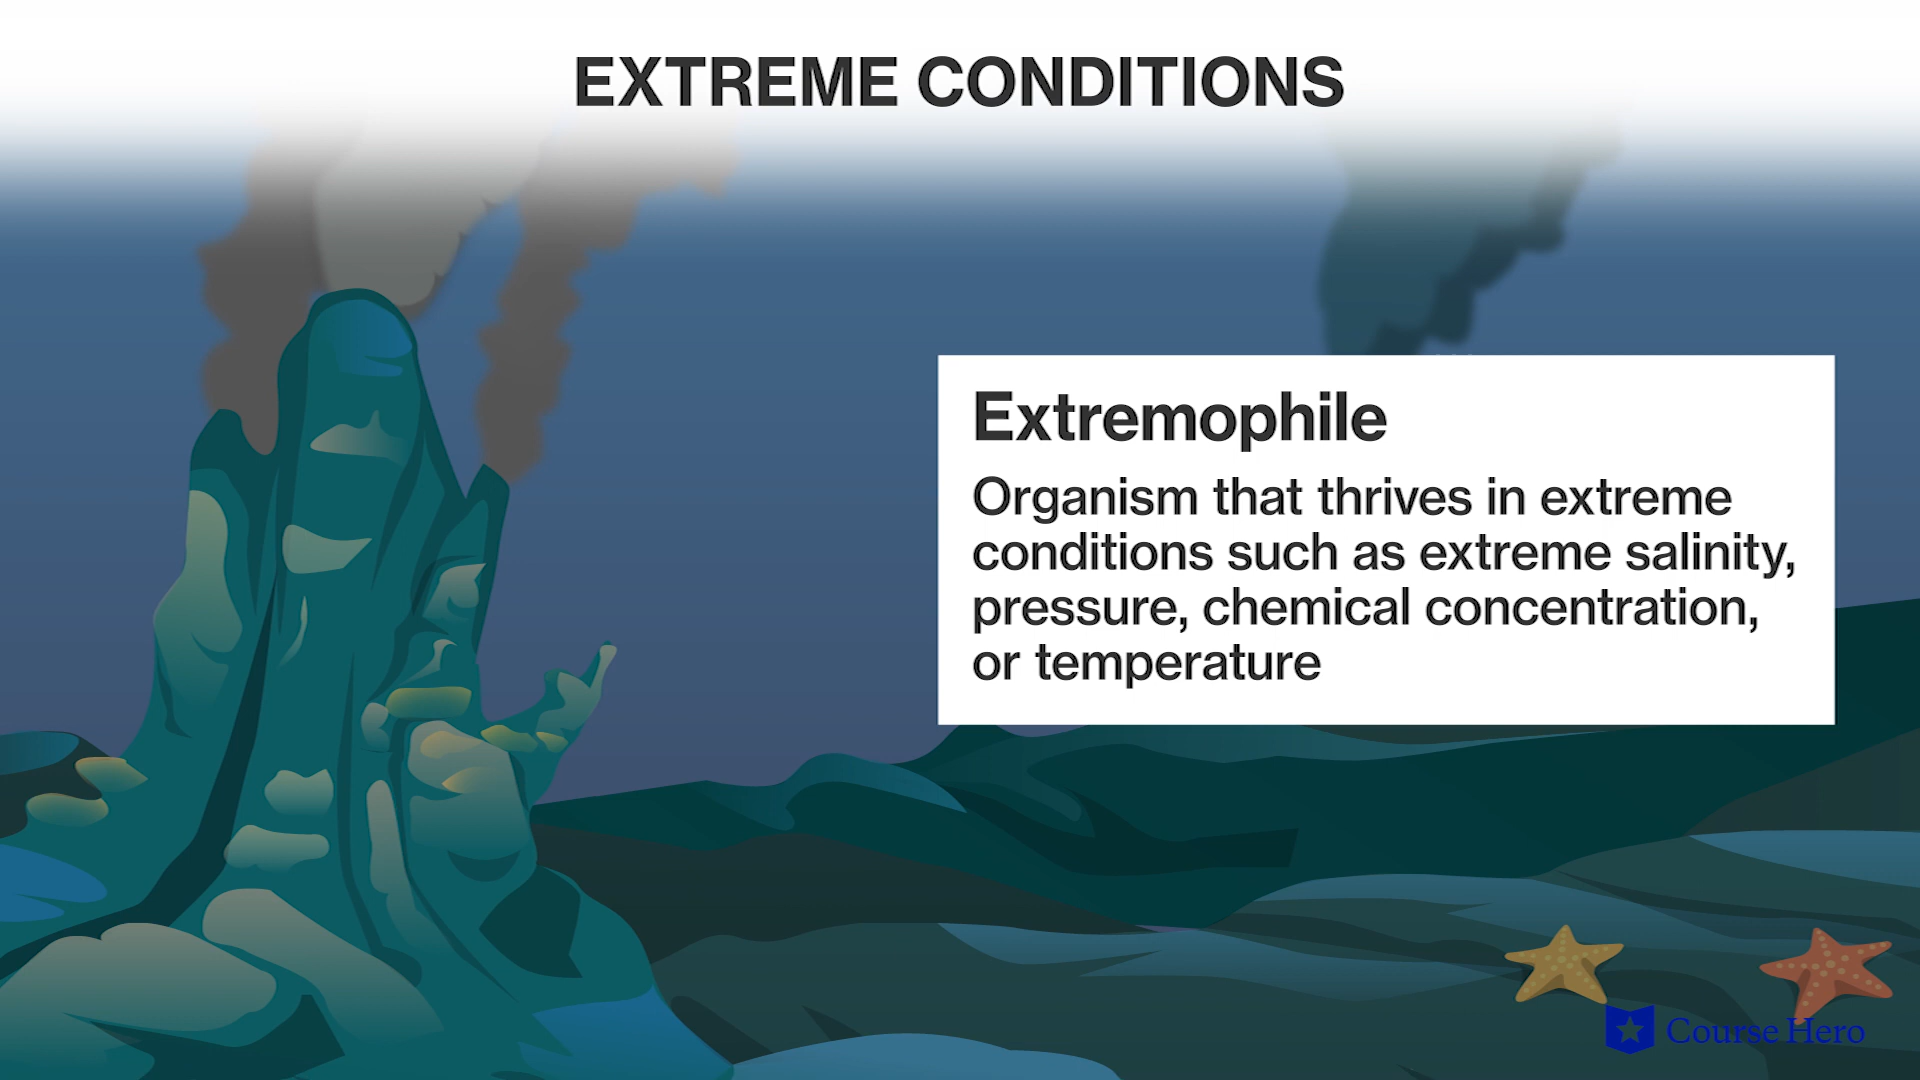 EXTREME CONDITIONS
Extremophile
Organism that thrives in extreme
conditions such as extreme salinity,
pressure, chemical concentration,
or temperature
Course Hero